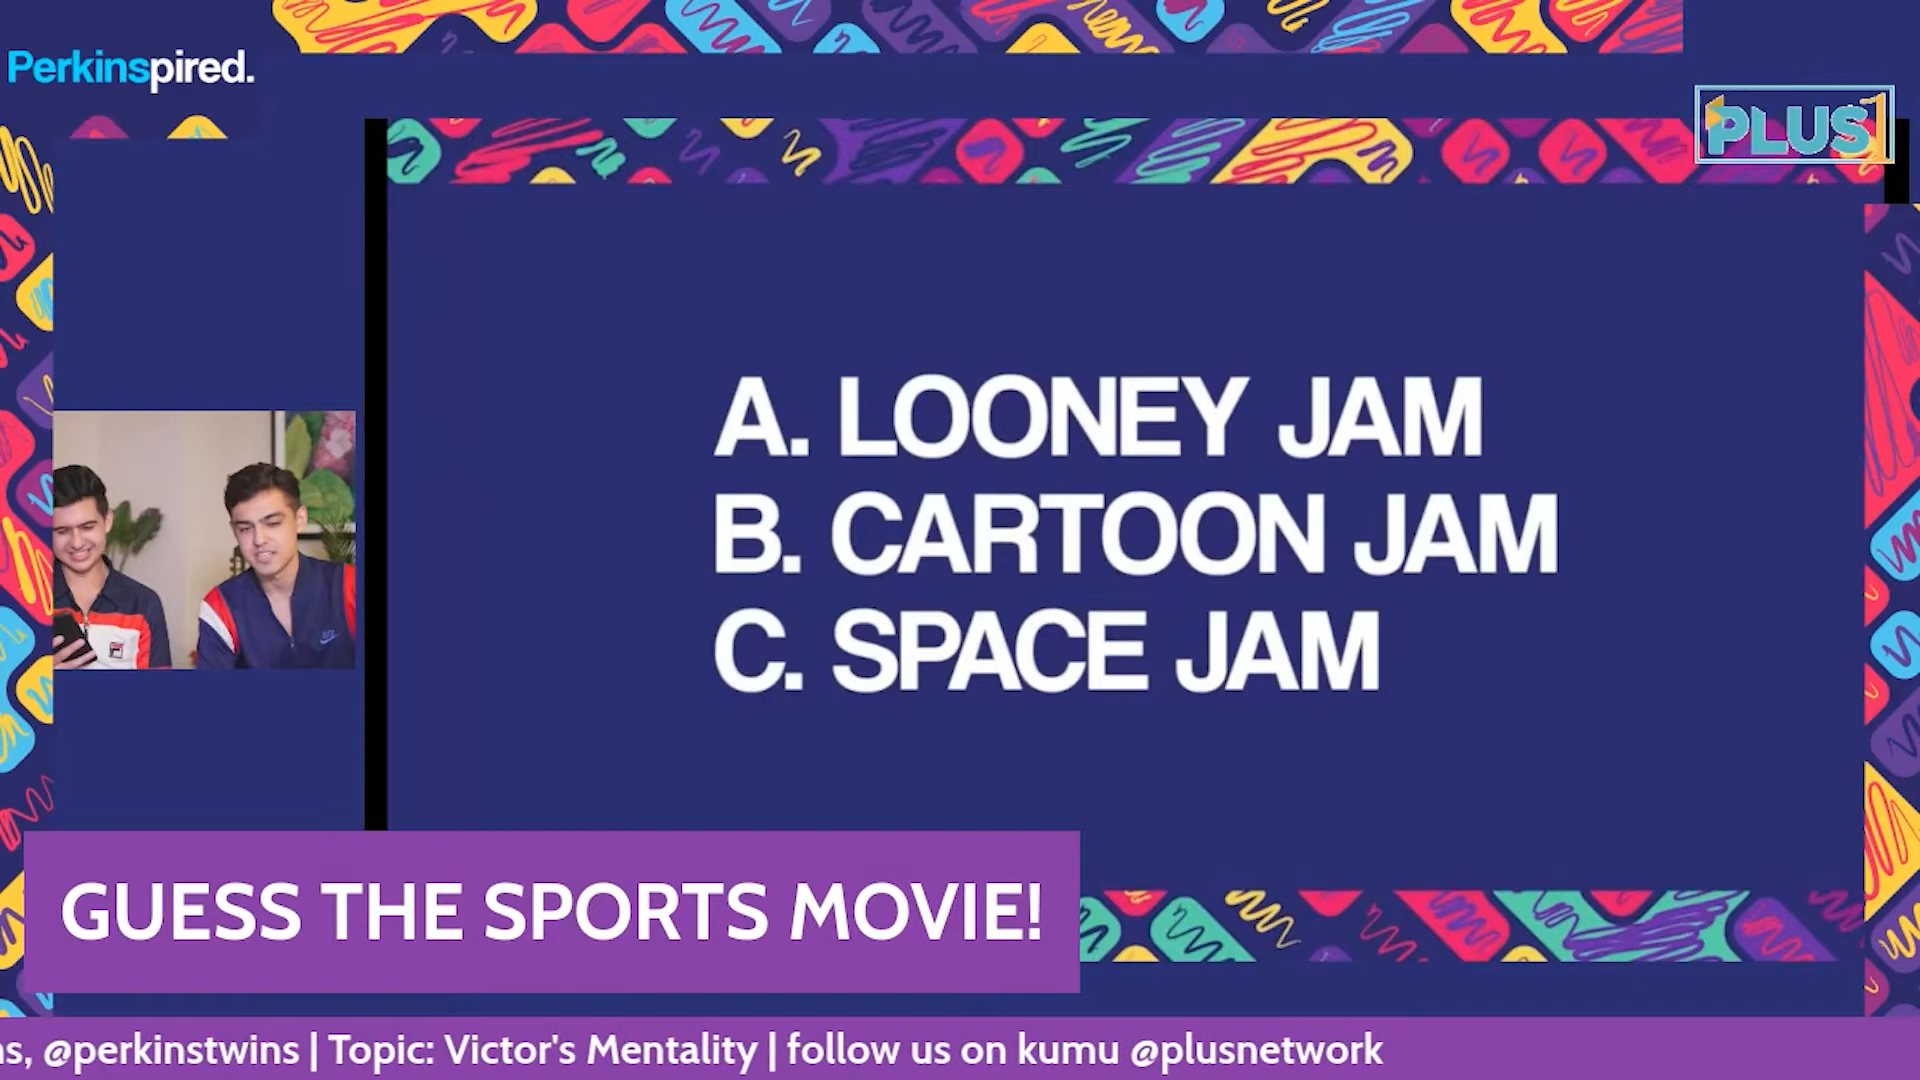 Perkinspired.
PLUS1
A. LOONEY JAM
B. CARTOON JAM
C. SPACE JAM
GUESS THE SPORTS MOVIE!
@perkinstwins | Topic: Victor's Mentality | follow us on kumu @plusnetwork